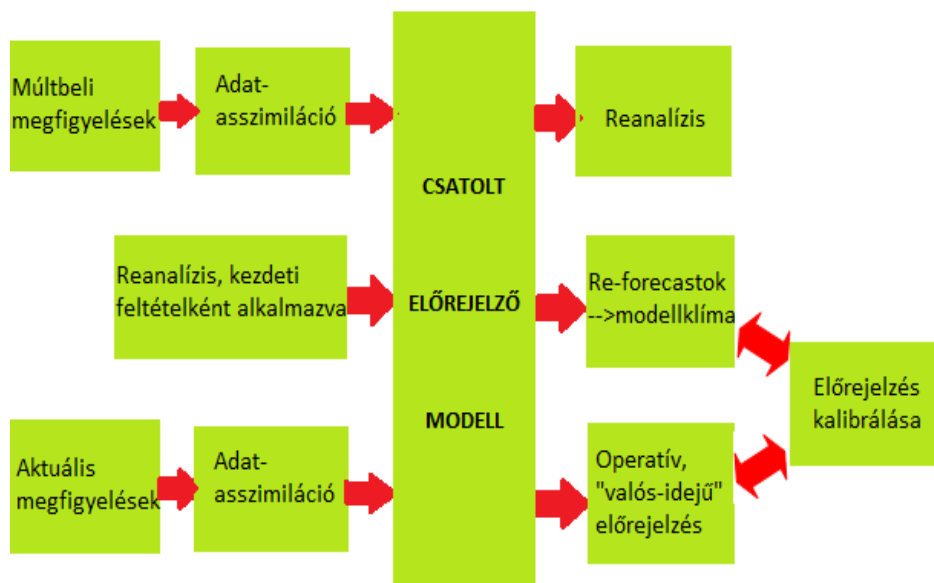 Múltbeli
megfigyelések
Adat-
asszimiláció
CSATOLT
ELŐREJELZŐ
MODELL
Reanalízis
Reanalízis, kezdeti
feltételként alkalmazva
Re-forecastok
-->modellklíma
Előrejelzés
kalibrálása
Aktuális
megfigyelések
Adat-
asszimiláció
Operatív,
"valós-idejű"
előrejelzés